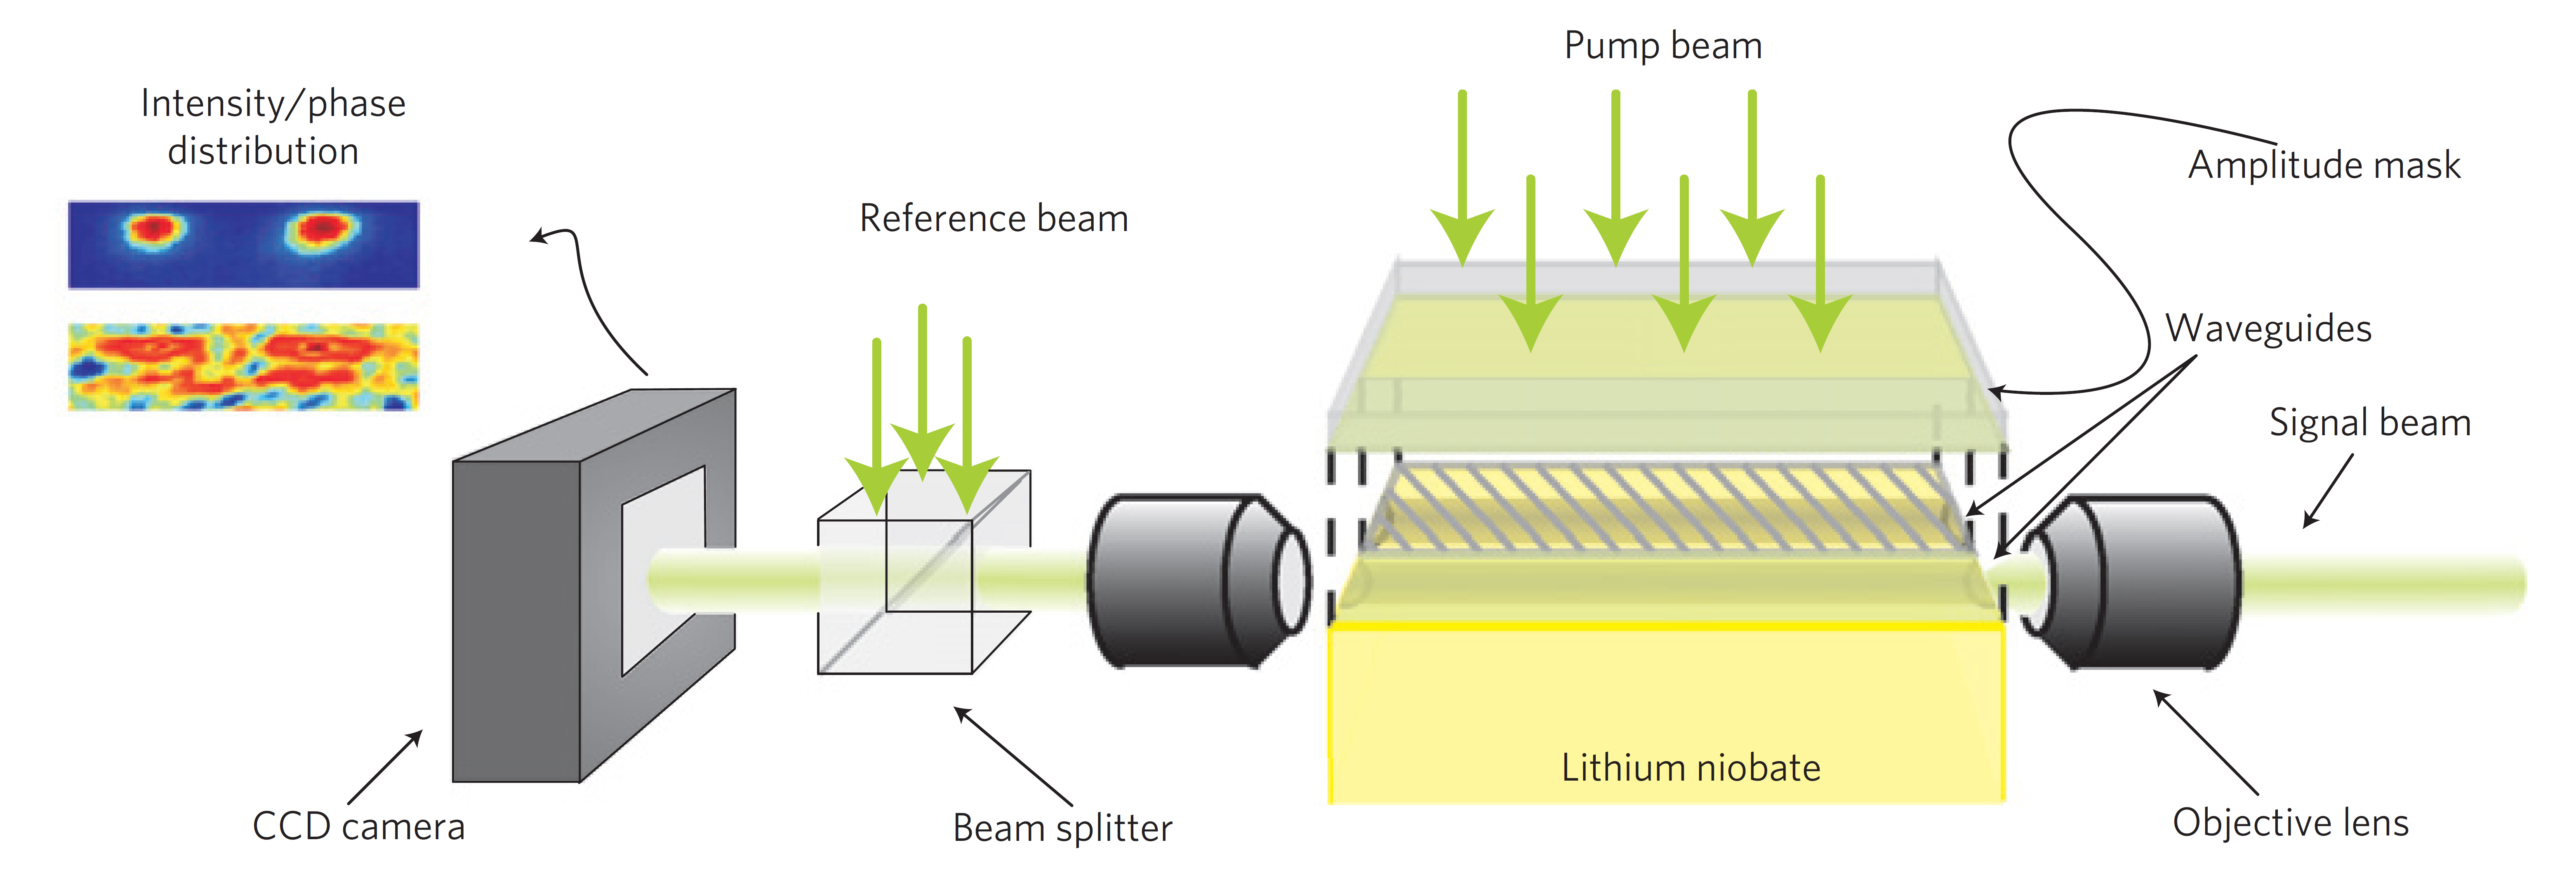 Pump beam
Intensity/phase
distribution
Amplitude mask
Reference beam
Waveguides
Signal beam
Lithium niobate
CCD camera
Beam splitter
Objective lens